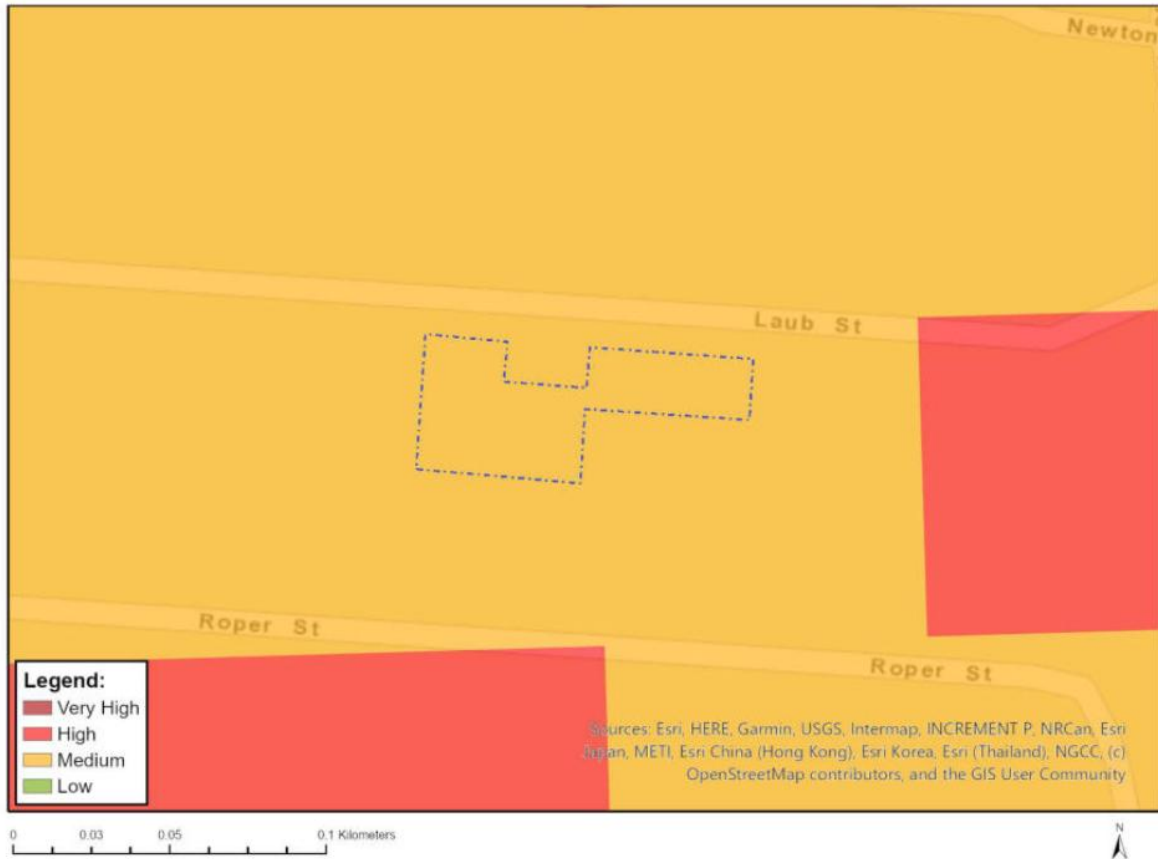 Newton
Laub St
Roper St
Roper St
Legend:
Very High
High
Medium
Low
Sources: Esri, HERE, Garmin, USGS, Intermap, INCREMENT P, NRCan, Esri
Japan, METI, Esri China (Hong Kong), Esri Korea, Esri (Thailand), NGCC, (c)
OpenStreetMap contributors, and the GIS User Community
0 0.03 0.05 0.1 Kilometers
N